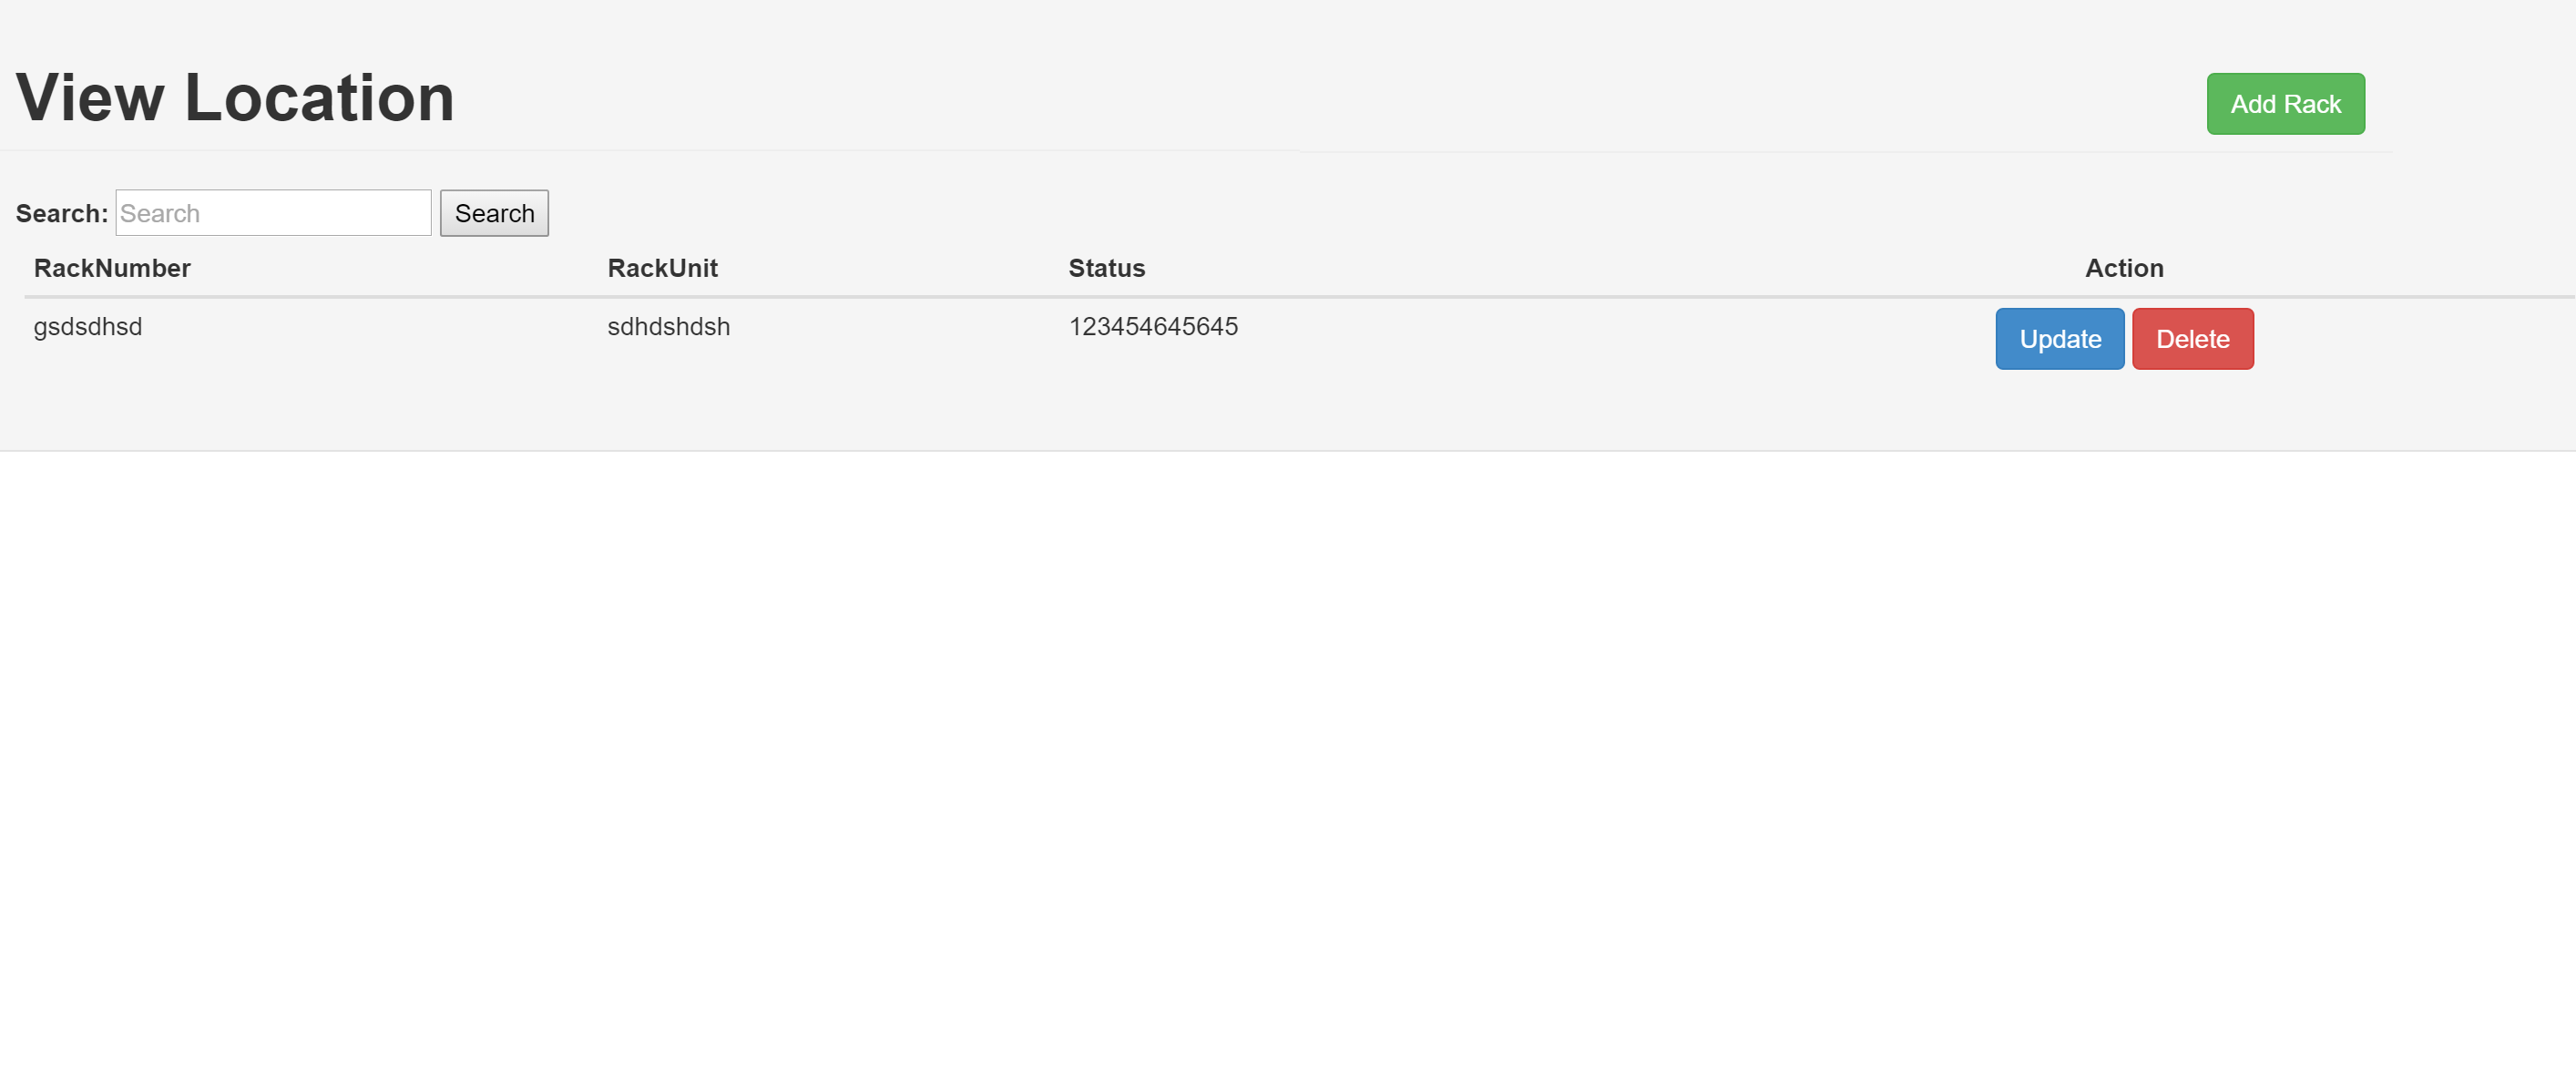 View Location
Add Rack
Search: Search Search
RackNumber RackUnit Status Action
gsdsdhsd sdhdshdsh 123454645645 Update Delete